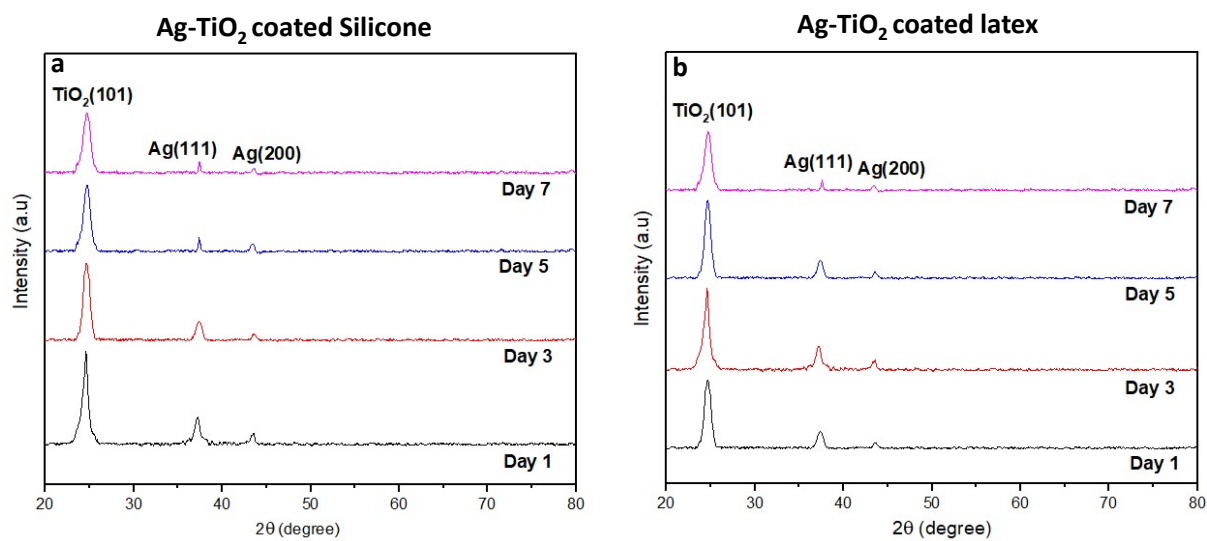 Ag-TiO₂ coated Silicone
a
TiO₂(101)
Ag(111)
Ag(200)
Day 7
Day 5
Day 3
Day 1
Intensity (a.u)
20 30 40 50 60 70 80
2θ (degree)
Ag-TiO₂ coated latex
b
TiO₂(101)
Ag(111)
Ag(200)
Day 7
Day 5
Day 3
Day 1
Intensity (a.u)
20 30 40 50 60 70 80
2θ (degree)